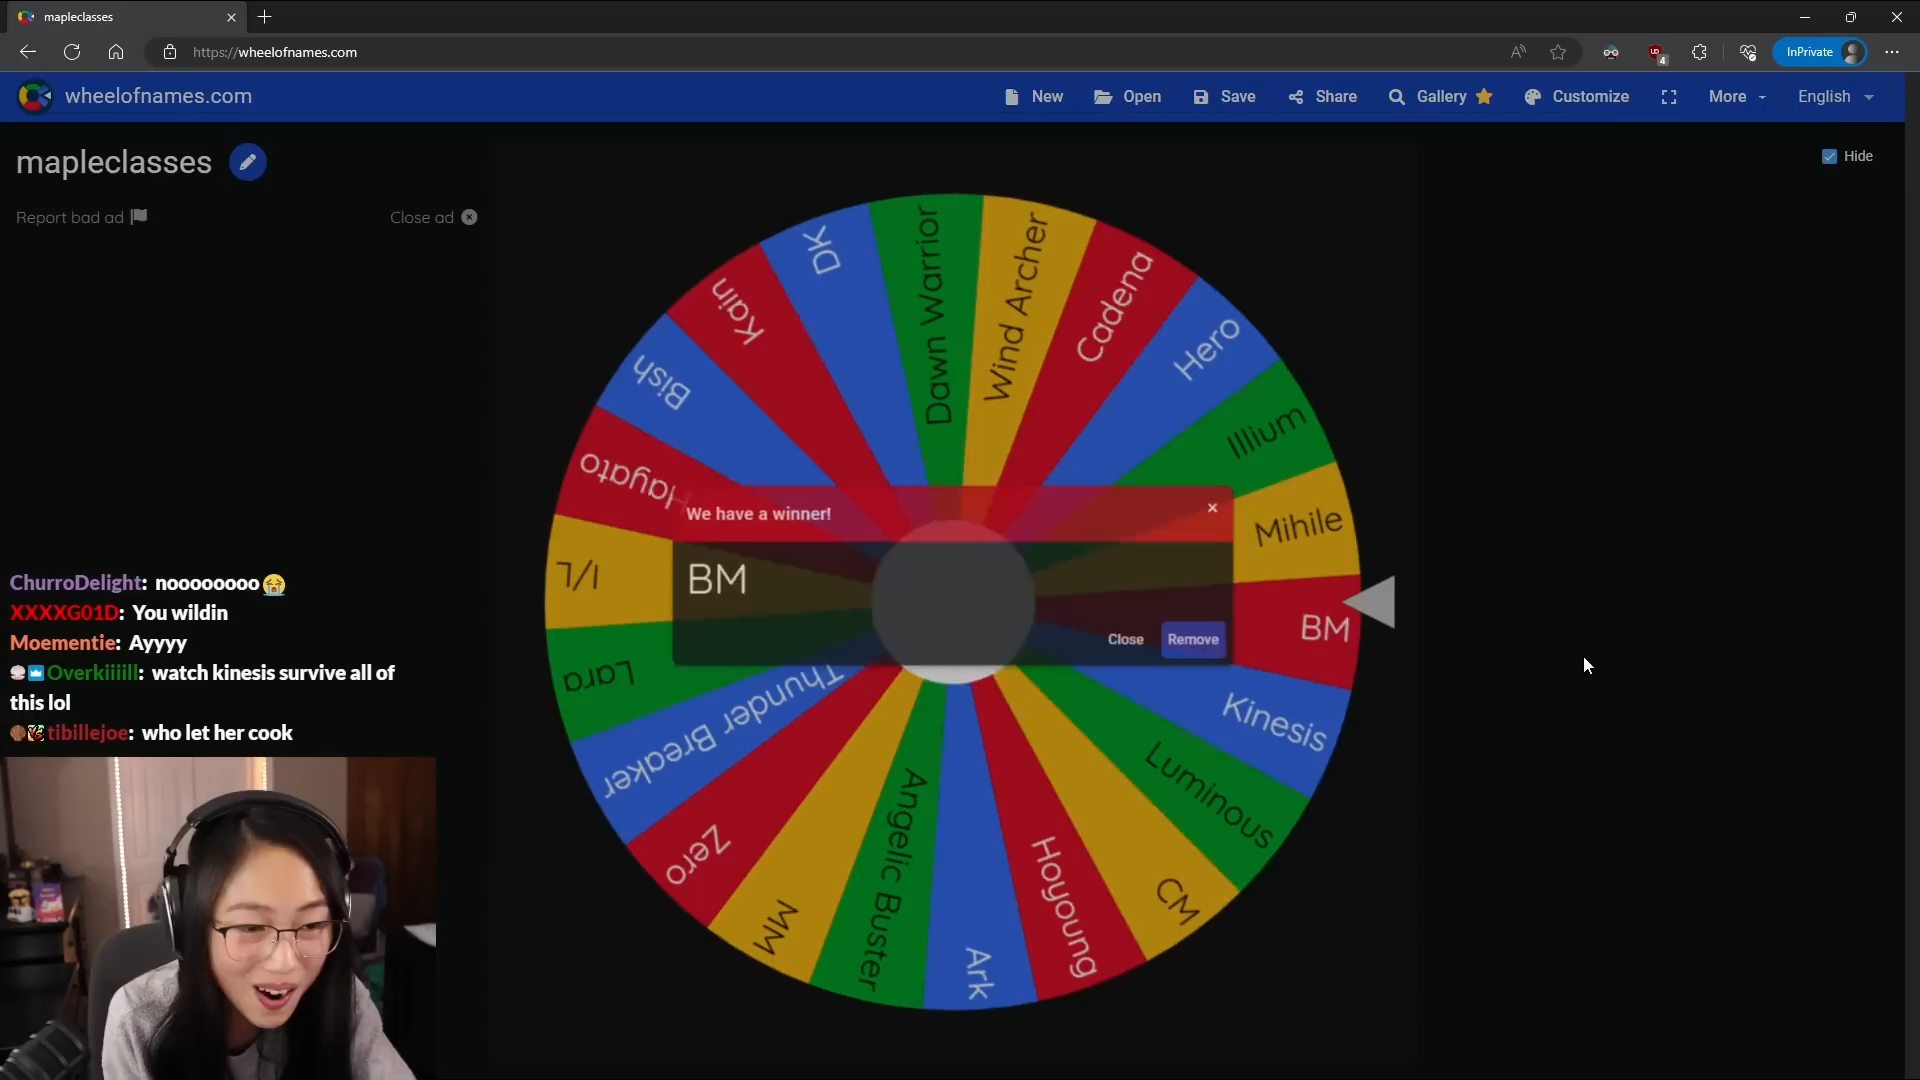 mapleclasses
https://wheelofnames.com
A))
UD
4
InPrivate
wheelofnames.com
New
Open
Save
Share
Gallery
Customize
More
English
mapleclasses
Hide
Report bad ad
Close ad
DK
Dawn Warrior
Wind Archer
Cadena
Kain
Hero
Bish
Illium
Hayato
Mihile
We have a winner!
×
BM
Close
Remove
I/L
BM
Lara
Kinesis
Thunder Breaker
Luminous
Zero
MM
Angelic Buster
Ark
Hoyoung
CM
ChurroDelight: noooooooo
XXXXG01D: You wildin
Moementie: Ayyyy
Overkiiiill: watch kinesis survive all of
this lol
tibillejoe: who let her cook